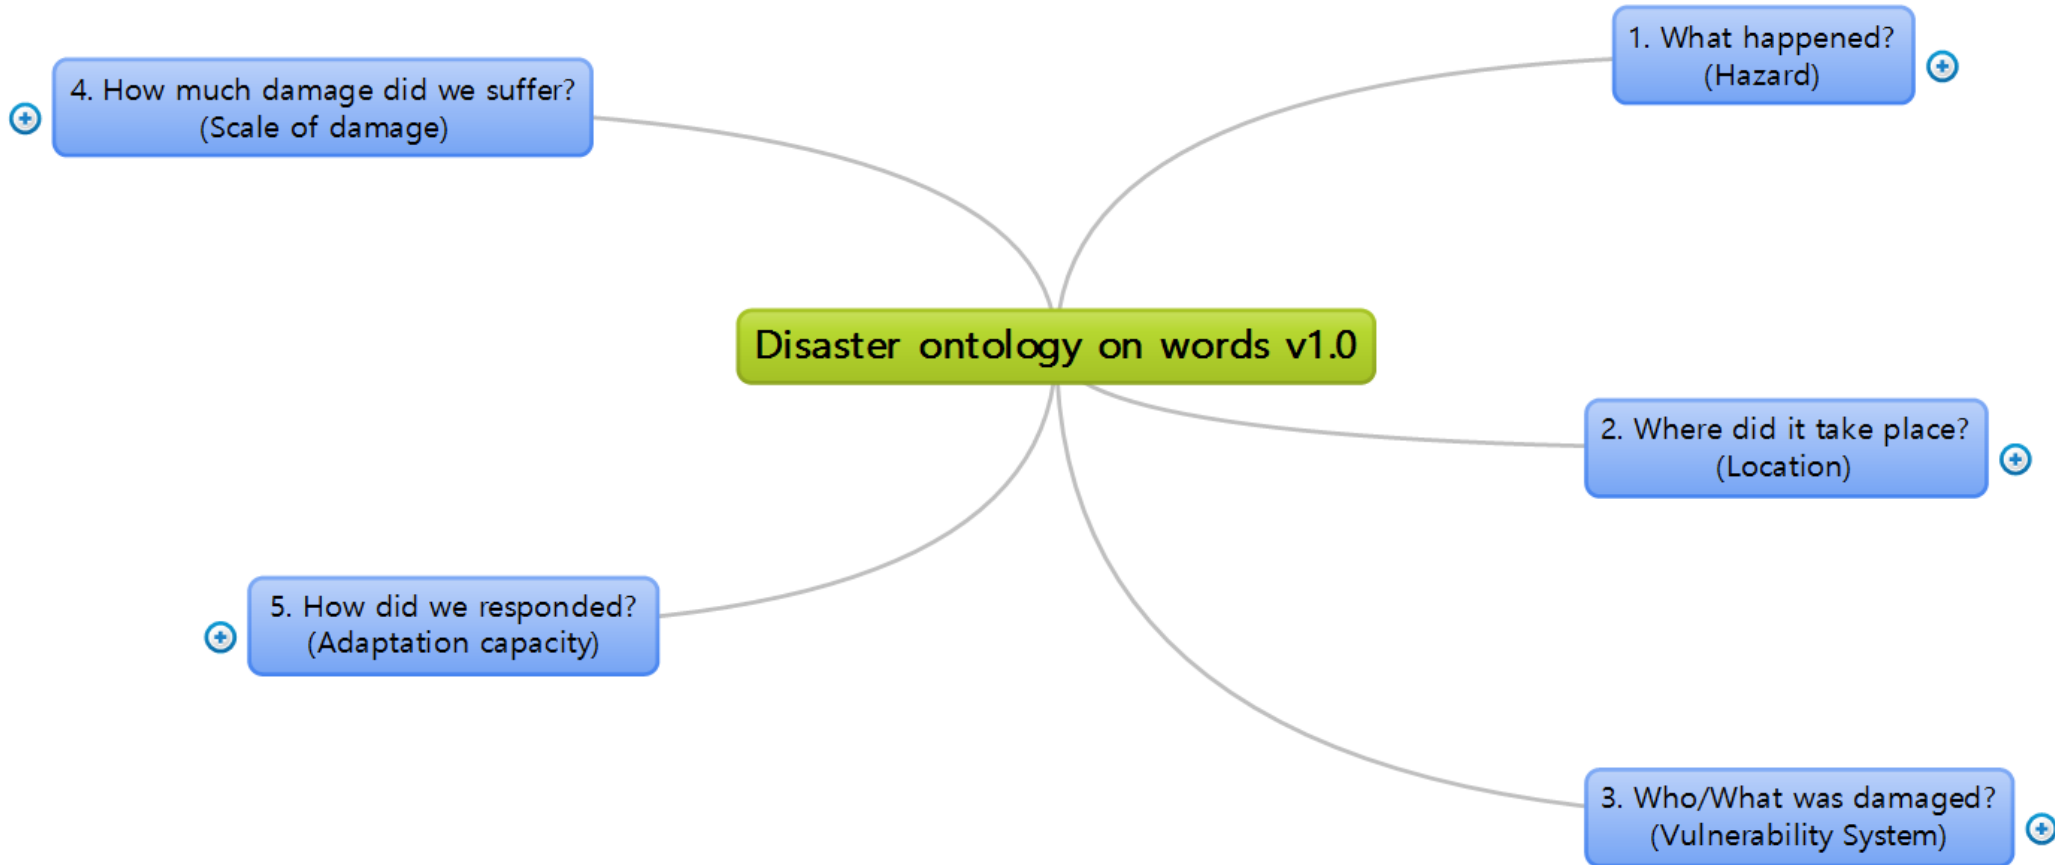 Disaster ontology on words v1.0
1. What happened?
(Hazard)
2. Where did it take place?
(Location)
3. Who/What was damaged?
(Vulnerability System)
4. How much damage did we suffer?
(Scale of damage)
5. How did we responded?
(Adaptation capacity)